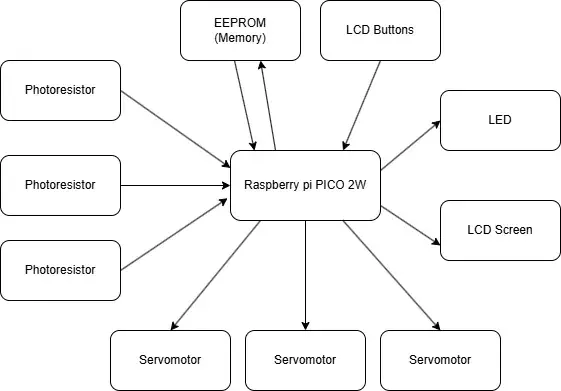 EEPROM
(Memory)
LCD Buttons
Photoresistor
LED
Photoresistor
Raspberry pi PICO 2W
LCD Screen
Photoresistor
Servomotor
Servomotor
Servomotor